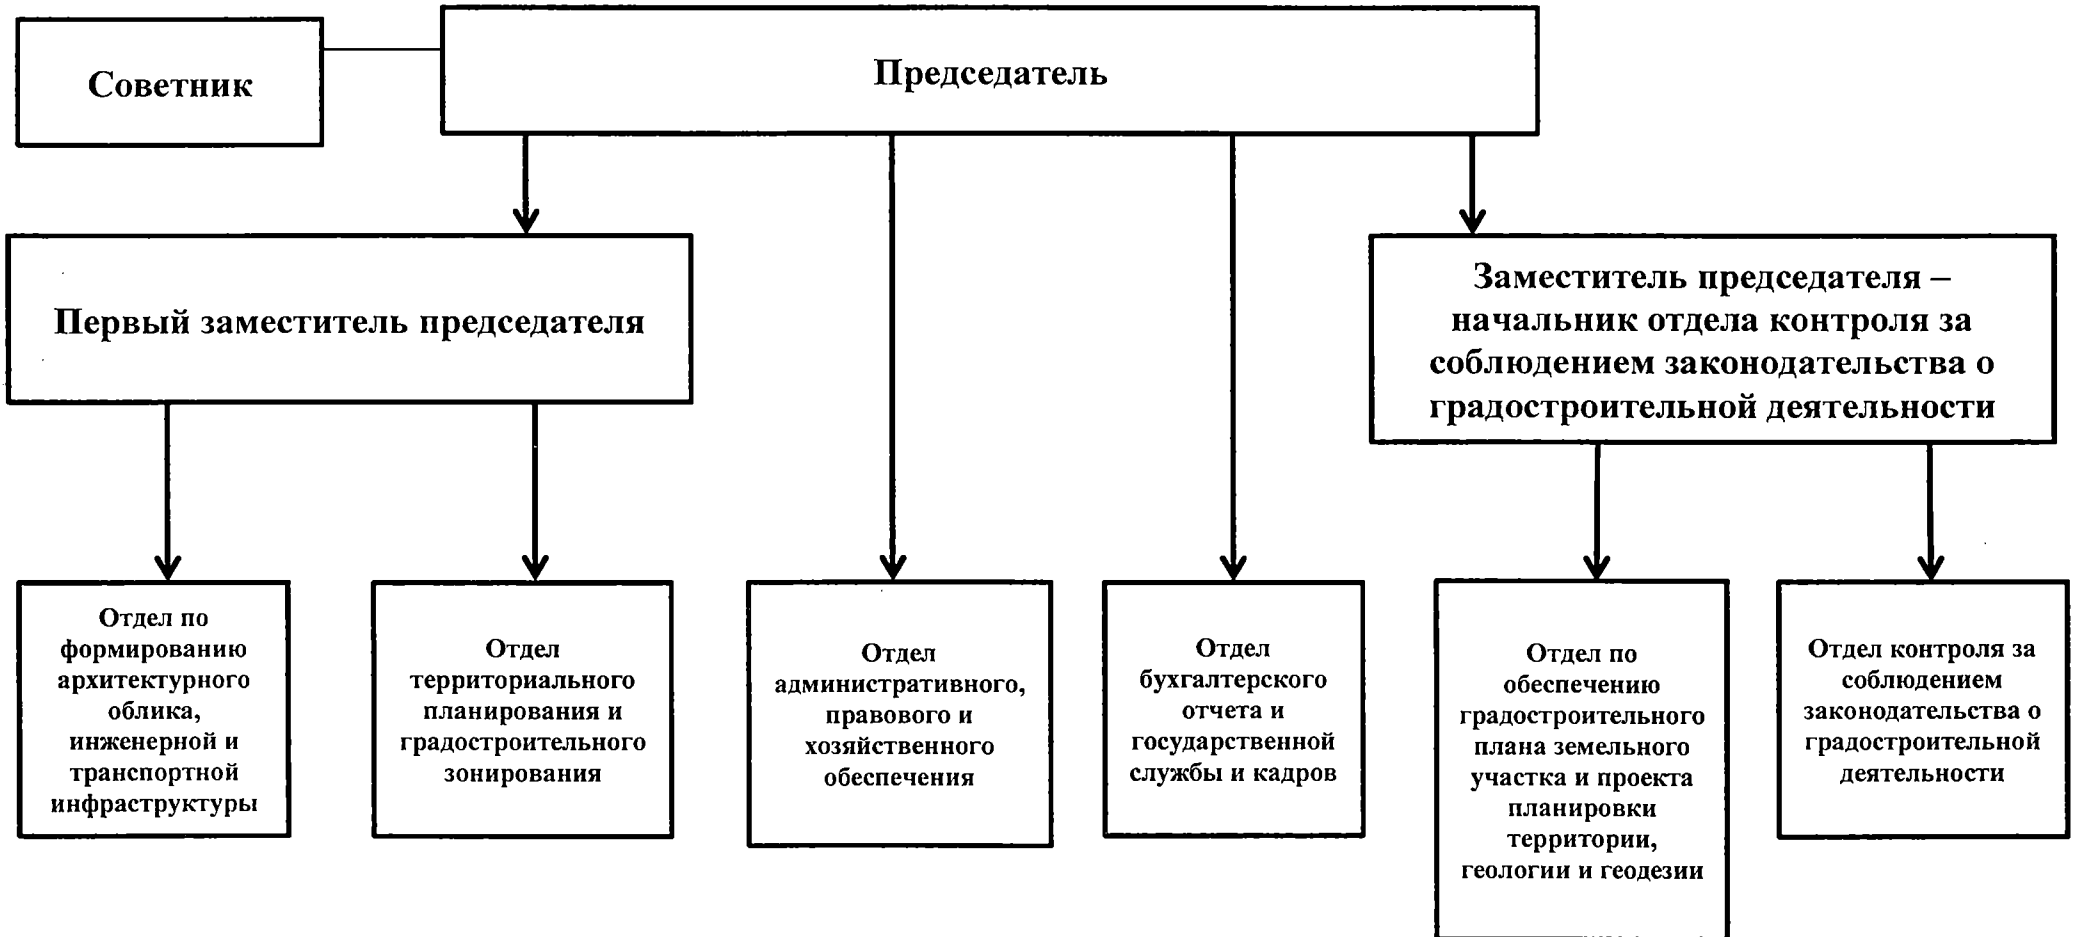 Советник
Председатель
Первый заместитель председателя
Заместитель председателя –
начальник отдела контроля за
соблюдением законодательства о
градостроительной деятельности
Отдел по
формированию
архитектурного
облика,
инженерной и
транспортной
инфраструктуры
Отдел
территориального
планирования и
градостроительного
зонирования
Отдел
административного,
правового и
хозяйственного
обеспечения
Отдел
бухгалтерского
отчета и
государственной
службы и кадров
Отдел по
обеспечению
градостроительного
плана земельного
участка и проекта
планировки
территории,
геологии и геодезии
Отдел контроля за
соблюдением
законодательства о
градостроительной
деятельности